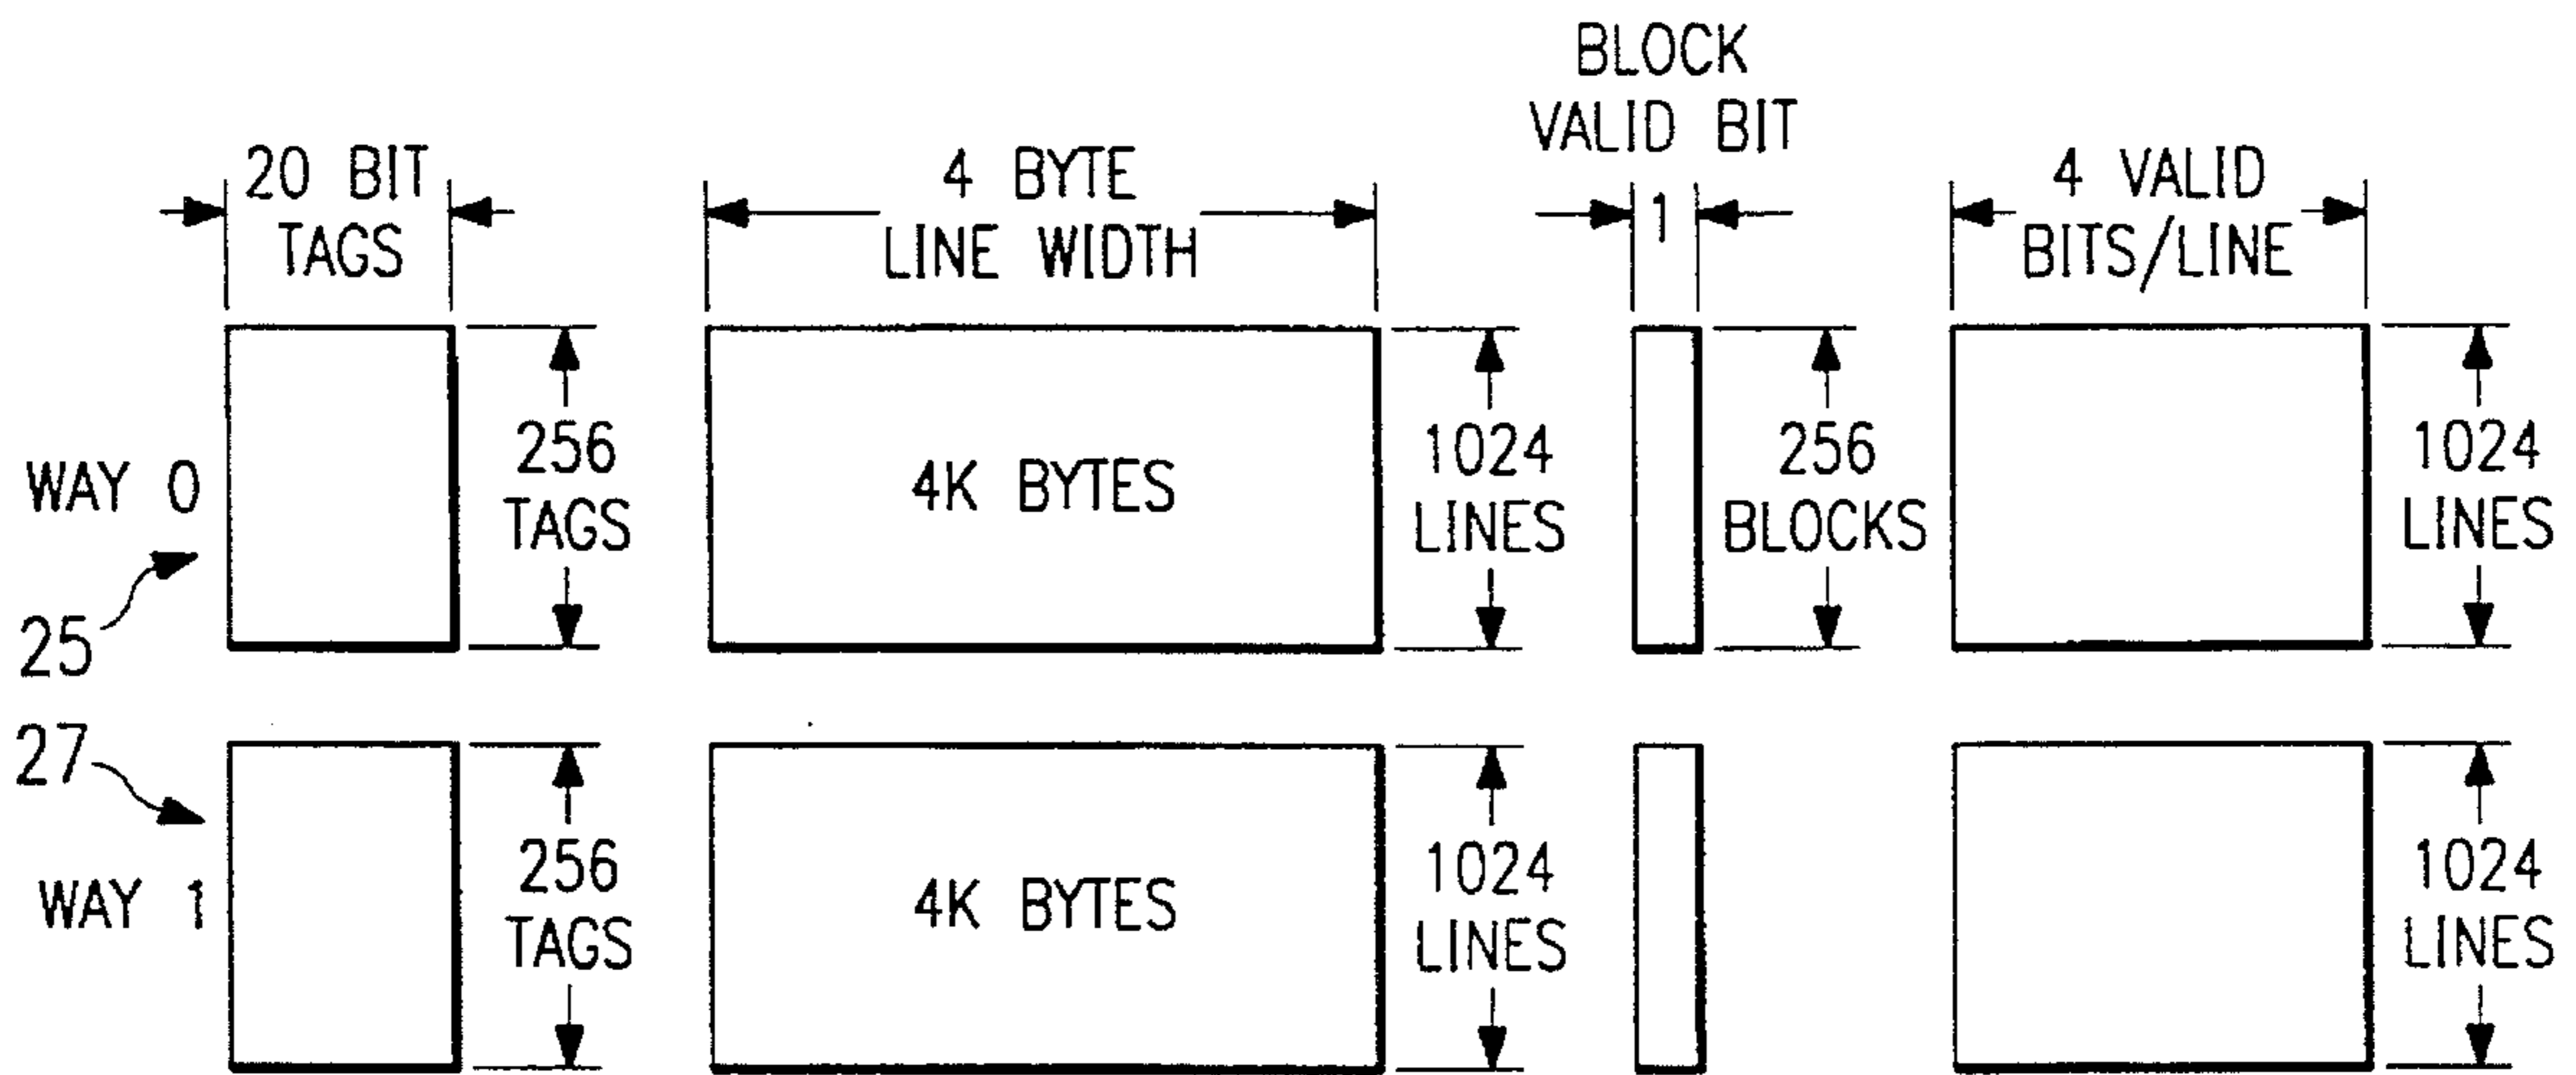 BLOCK
VALID BIT
20 BIT
TAGS
4 BYTE
LINE WIDTH
1
4 VALID
BITS/LINE
WAY 0
25
256
TAGS
4K BYTES
1024
LINES
256
BLOCKS
1024
LINES
27
WAY 1
256
TAGS
4K BYTES
1024
LINES
1024
LINES